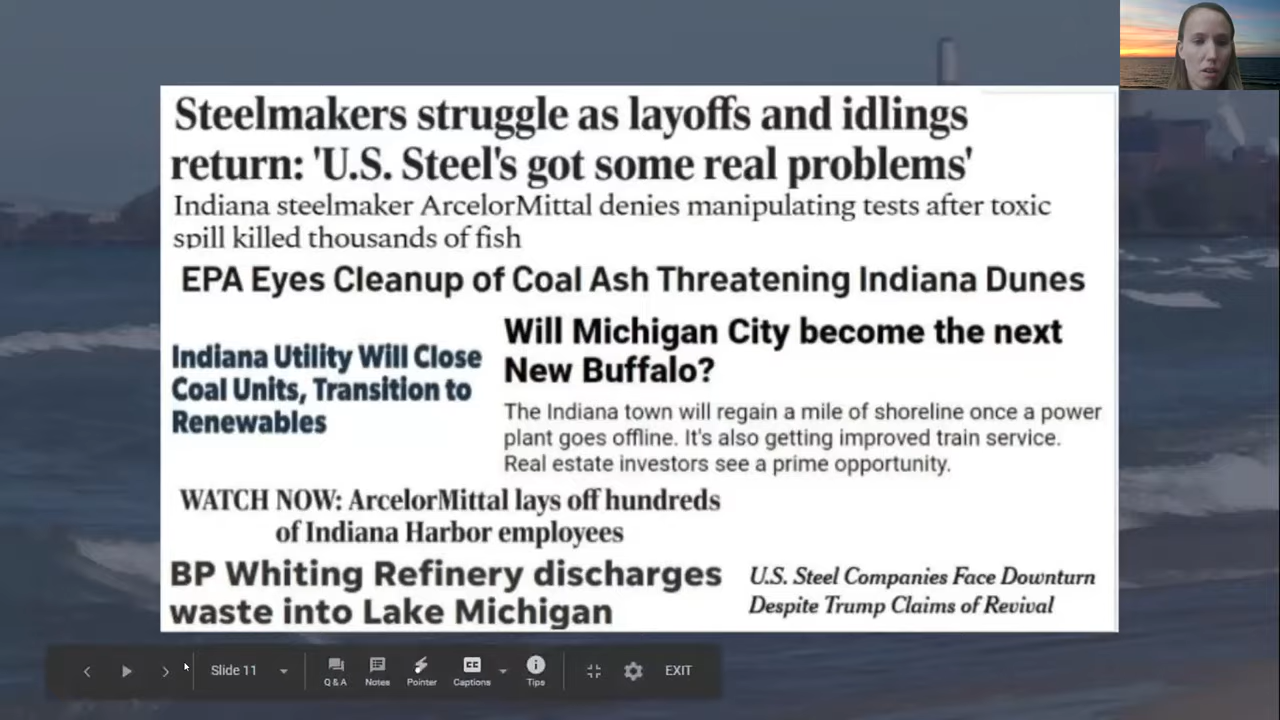 Steelmakers struggle as layoffs and idlings
return: 'U.S. Steel's got some real problems'
Indiana steelmaker ArcelorMittal denies manipulating tests after toxic
spill killed thousands of fish
EPA Eyes Cleanup of Coal Ash Threatening Indiana Dunes
Indiana Utility Will Close
Coal Units, Transition to
Renewables
Will Michigan City become the next
New Buffalo?
The Indiana town will regain a mile of shoreline once a power
plant goes offline. It's also getting improved train service.
Real estate investors see a prime opportunity.
WATCH NOW: ArcelorMittal lays off hundreds
of Indiana Harbor employees
BP Whiting Refinery discharges
waste into Lake Michigan
U.S. Steel Companies Face Downturn
Despite Trump Claims of Revival
Slide 11
Q & A
Notes
Pointer
CC
Captions
Tips
EXIT